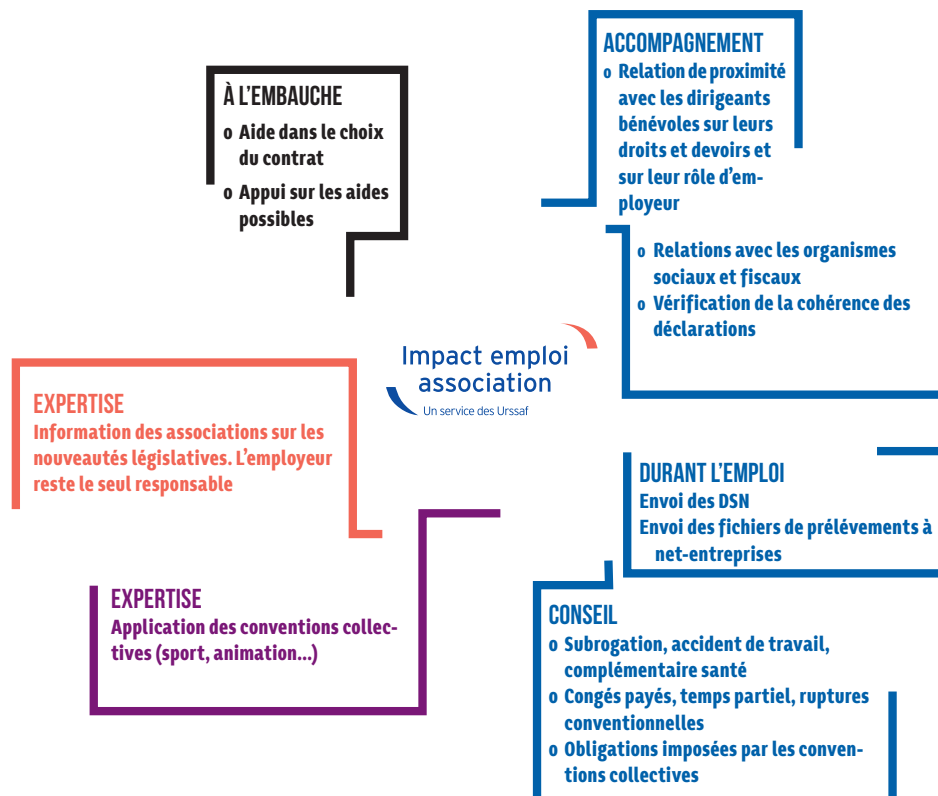 À L'EMBAUCHE
o Aide dans le choix
du contrat
o Appui sur les aides
possibles
ACCOMPAGNEMENT
o Relation de proximité
avec les dirigeants
bénévoles sur leurs
droits et devoirs et
sur leur rôle d'em-
ployeur
o Relations avec les organismes
sociaux et fiscaux
o Vérification de la cohérence des
déclarations
Impact emploi
association
Un service des Urssaf
EXPERTISE
Information des associations sur les
nouveautés législatives. L'employeur
reste le seul responsable
DURANT L'EMPLOI
Envoi des DSN
Envoi des fichiers de prélévements à
net-entreprises
EXPERTISE
Application des conventions collec-
tives (sport, animation...)
CONSEIL
o Subrogation, accident de travail,
complémentaire santé
o Congés payés, temps partiel, ruptures
conventionnelles
o Obligations imposées par les conven-
tions collectives